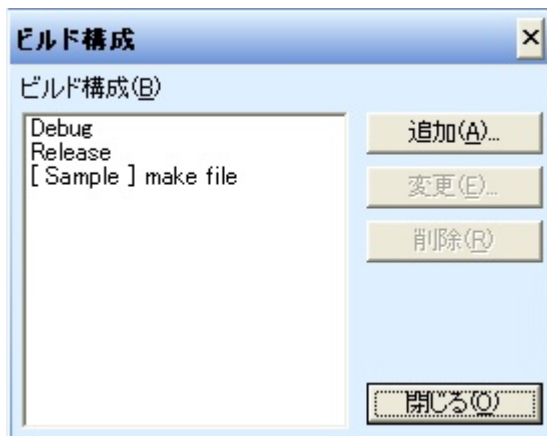 ビルド構成
ビルド構成(B)
Debug
Release
[ Sample ] make file
追加(A)...
変更(E)...
削除(R)
閉じる(O)